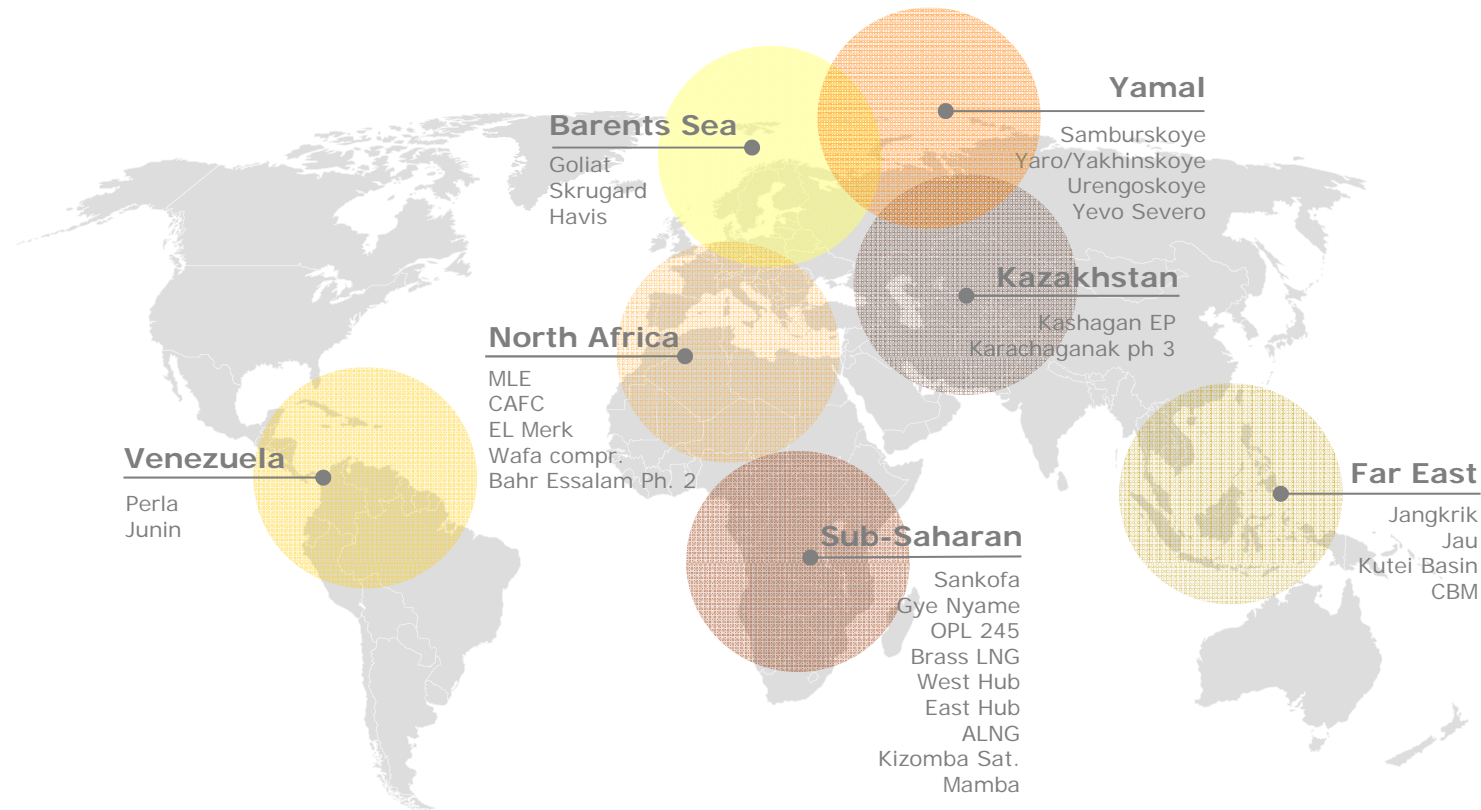 Yamal
Samburskoye
Yaro/Yakhinskoye
Urengoskoye
Yevo Severo
Barents Sea
Goliat
Skrugard
Havis
Kazakhstan
Kashagan EP
Karachaganak ph 3
North Africa
MLE
CAFC
EL Merk
Wafa compr.
Bahr Essalam Ph. 2
Venezuela
Perla
Junin
Far East
Jangkrik
Jau
Kutei Basin
CBM
Sub-Saharan
Sankofa
Gye Nyame
OPL 245
Brass LNG
West Hub
East Hub
ALNG
Kizomba Sat.
Mamba